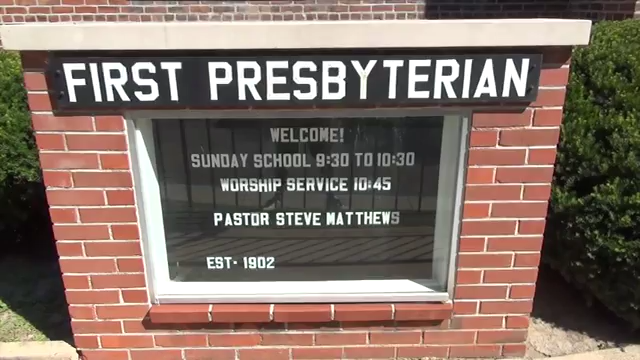 FIRST PRESBYTERIAN
WELCOME!
SUNDAY SCHOOL 9:30 TO 10:30
WORSHIP SERVICE 10:45
PASTOR STEVE MATTHEWS
EST- 1902